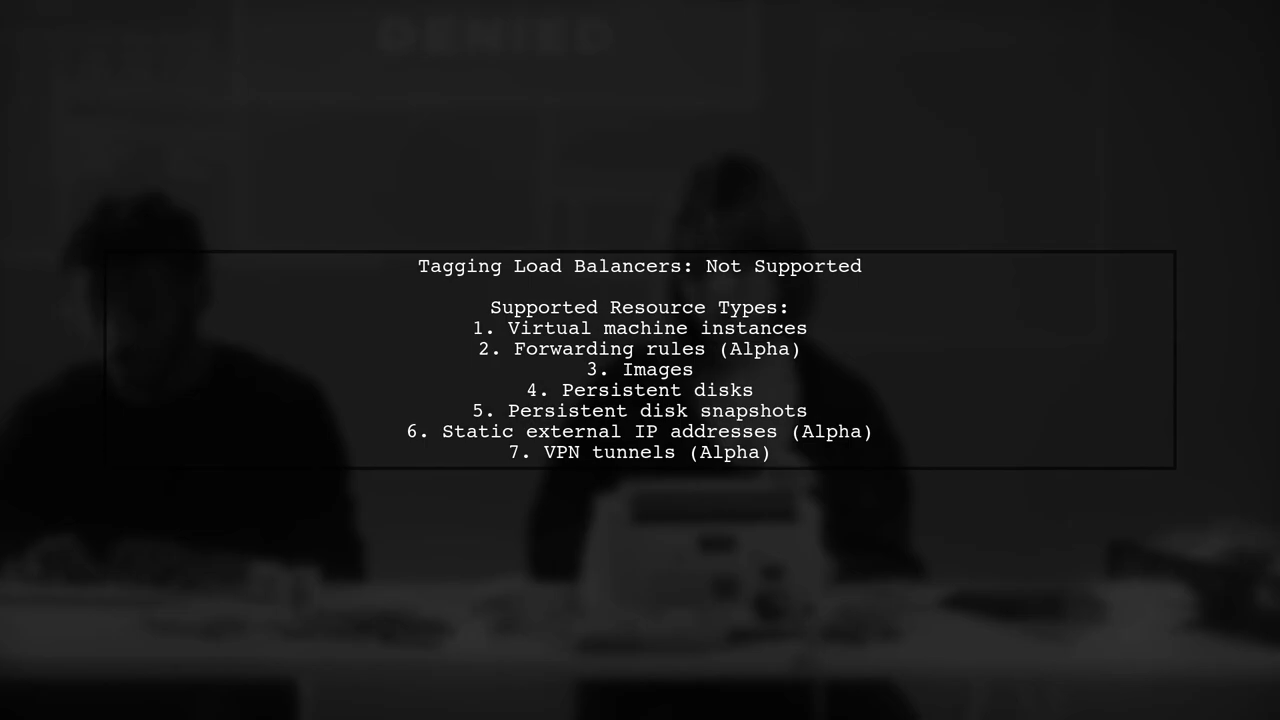 DENIED
Tagging Load Balancers: Not Supported
Supported Resource Types:
1. Virtual machine instances
2. Forwarding rules (Alpha)
3. Images
4. Persistent disks
5. Persistent disk snapshots
6. Static external IP addresses (Alpha)
7. VPN tunnels (Alpha)